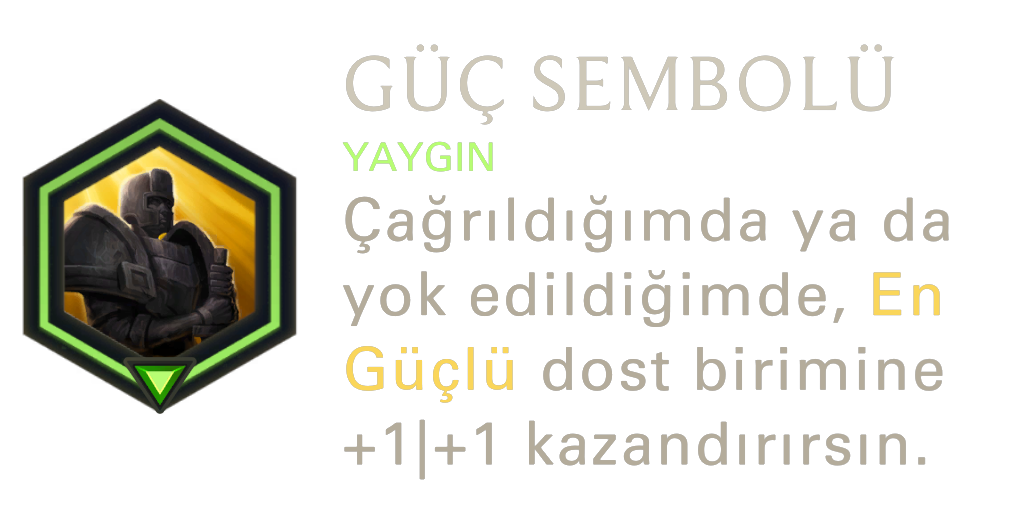 GÜÇ SEMBOLÜ
YAYGIN
Çağrıldığımda ya da
yok edildiğimde, En
Güçlü dost birimine
+1|+1 kazandırırsın.